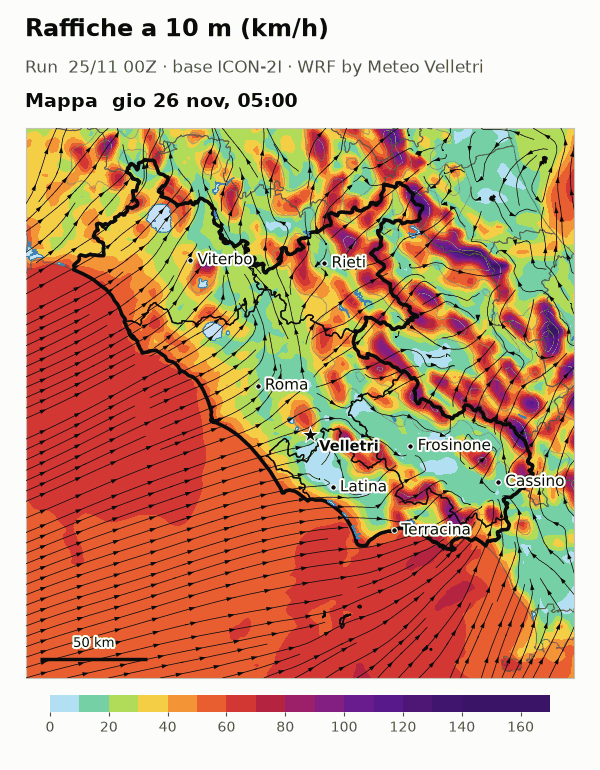 Raffiche a 10 m (km/h)
Run  25/11 00Z · base ICON-2I · WRF by Meteo Velletri
Mappa  gio 26 nov, 05:00
Viterbo
Rieti
Roma
Velletri
Frosinone
Latina
Cassino
Terracina
50 km
0 20 40 60 80 100 120 140 160